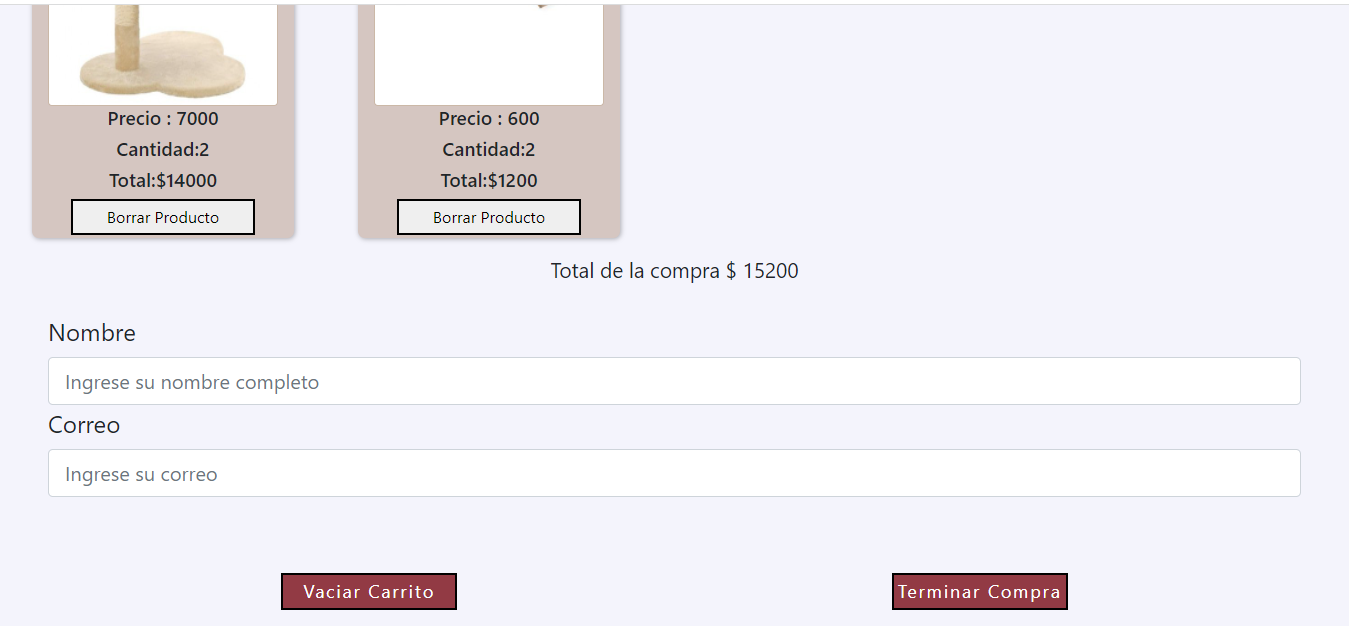 Precio : 7000
Cantidad:2
Total:$14000
Borrar Producto
Precio : 600
Cantidad:2
Total:$1200
Borrar Producto
Total de la compra $ 15200
Nombre
Ingrese su nombre completo
Correo
Ingrese su correo
Vaciar Carrito
Terminar Compra